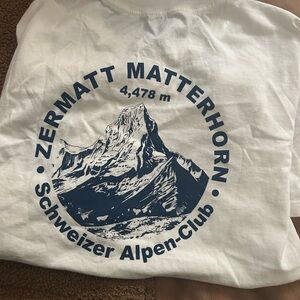 ZERMATT MATTERHORN
4,478 m
Schweizer Alpen-Club